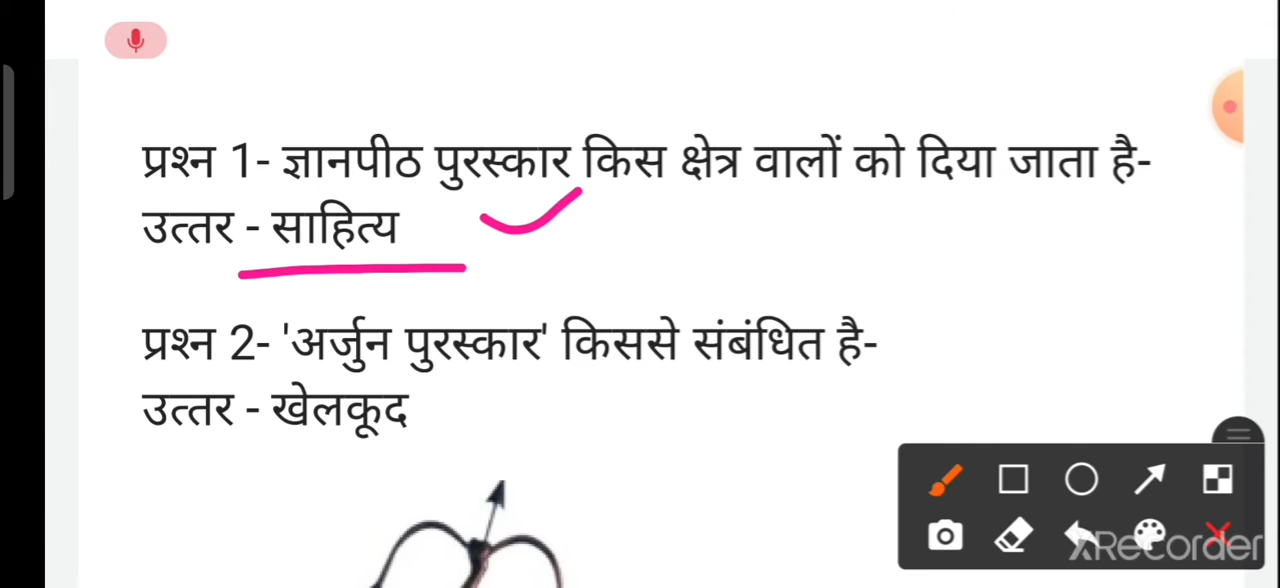 प्रश्न 1- ज्ञानपीठ पुरस्कार किस क्षेत्र वालों को दिया जाता है-
उत्तर - साहित्य
प्रश्न 2- 'अर्जुन पुरस्कार' किससे संबंधित है-
उत्तर - खेलकूद
XRecorder